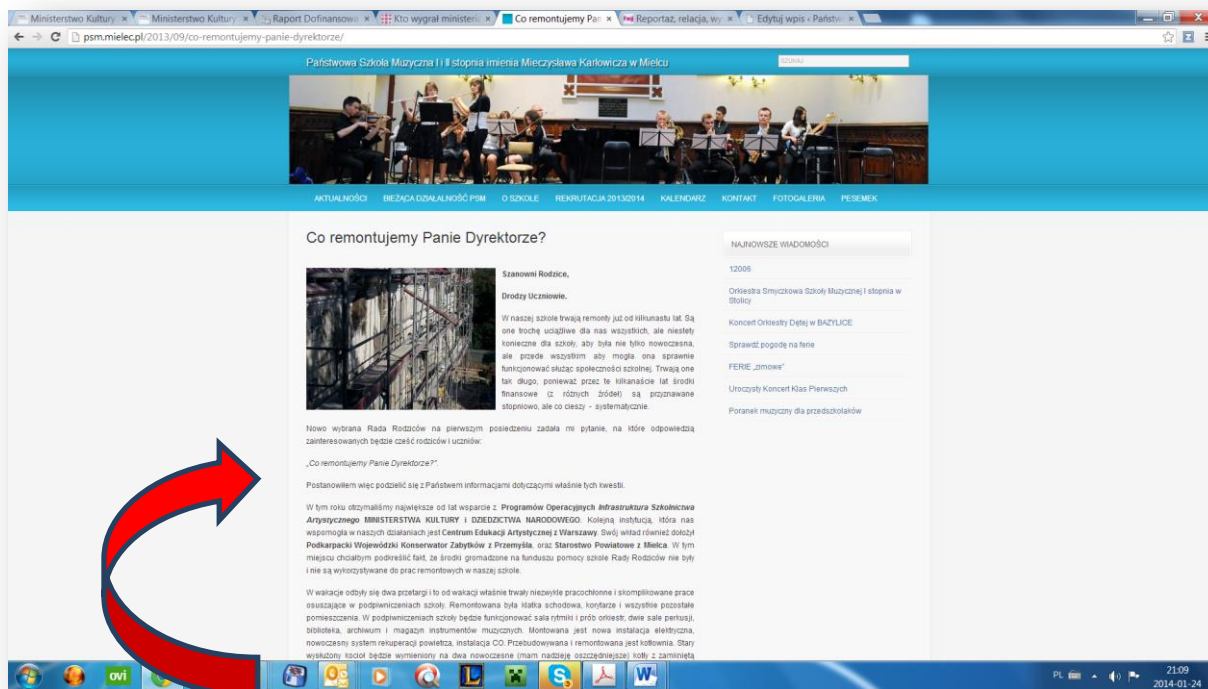 Ministerstwo Kultury
Ministerstwo Kultury
Raport Dofinansowa
Kto wygrał ministeri
Co remontujemy Pan
Reportaż, relacja, wy
Edytuj wpis ‹ Państw
psm.mielec.pl/2013/09/co-remontujemy-panie-dyrektorze/
Państwowa Szkoła Muzyczna I i II stopnia imienia Mieczysława Karłowicza w Mielcu
SZUKAJ
AKTUALNOŚCI BIEŻĄCA DZIAŁALNOŚĆ PSM O SZKOLE REKRUTACJA 2013/2014 KALENDARZ KONTAKT FOTOGALERIA PESEMEK
Co remontujemy Panie Dyrektorze?
Szanowni Rodzice,
Drodzy Uczniowie.
W naszej szkole trwają remonty już od kilkunastu lat. Są
one trochę uciążliwe dla nas wszystkich, ale niestety
konieczne dla szkoły, aby była nie tylko nowoczesna,
ale przede wszystkim aby mogła ona sprawnie
funkcjonować służąc społeczności szkolnej. Trwają one
tak długo, ponieważ przez te kilkanaście lat środki
finansowe (z różnych źródeł) są przyznawane
stopniowo, ale co cieszy - systematycznie.
Nowo wybrana Rada Rodziców na pierwszym posiedzeniu zadała mi pytanie, na które odpowiedzią
zainteresowanych będzie cześć rodziców i uczniów:
„Co remontujemy Panie Dyrektorze?”.
Postanowiłem więc podzielić się z Państwem informacjami dotyczącymi właśnie tych kwestii.
W tym roku otrzymaliśmy największe od lat wsparcie z Programów Operacyjnych Infrastruktura Szkolnictwa
Artystycznego MINISTERSTWA KULTURY I DZIEDZICTWA NARODOWEGO. Kolejną instytucją, która nas
wspomogła w naszych działaniach jest Centrum Edukacji Artystycznej z Warszawy. Swój wkład również dołożył
Podkarpacki Wojewódzki Konserwator Zabytków z Przemyśla, oraz Starostwo Powiatowe z Mielca. W tym
miejscu chciałbym podkreślić fakt, że środki gromadzone na funduszu pomocy szkole Rady Rodziców nie były
i nie są wykorzystywane do prac remontowych w naszej szkole.
W wakacje odbyły się dwa przetargi i to od wakacji właśnie trwały niezwykle pracochłonne i skomplikowane prace
osuszające w podpiwniczeniach szkoły. Remontowana była klatka schodowa, korytarze i wszystkie pozostałe
pomieszczenia. W podpiwniczeniach szkoły będzie funkcjonować sala rytmiki i prób orkiestr, dwie sale perkusji,
biblioteka, archiwum i magazyn instrumentów muzycznych. Montowana jest nowa instalacja elektryczna,
nowoczesny system rekuperacji powietrza, instalacja CO. Przebudowywana i remontowana jest kotłownia. Stary
wysłużony kocioł będzie wymieniony na dwa nowoczesne (mam nadzieję oszczędniejsze) kotły z zamkniętą
NAJNOWSZE WIADOMOŚCI
12006
Orkiestra Smyczkowa Szkoły Muzycznej I stopnia w
Stolicy
Koncert Orkiestry Dętej w BAZYLICE
Sprawdź pogodę na ferie
FERIE „zimowe”
Uroczysty Koncert Klas Pierwszych
Poranek muzyczny dla przedszkolaków
ovi
PL
21:09
2014-01-24